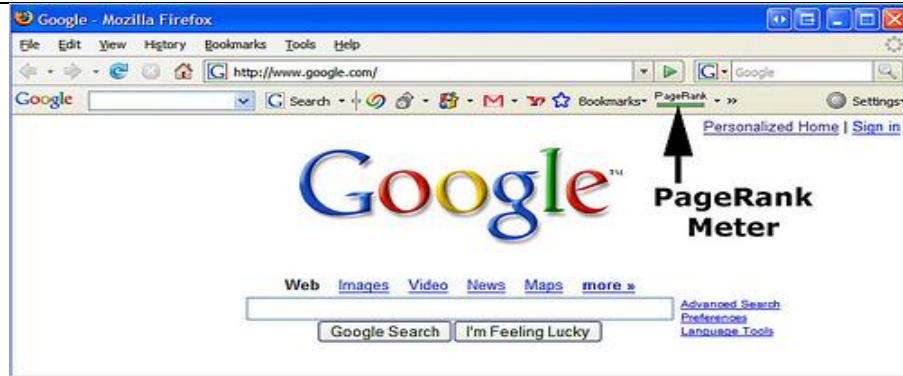 Google - Mozilla Firefox
File Edit View History Bookmarks Tools Help
G http://www.google.com/ G Google
Google G Search Bookmarks PageRank » Settings
Personalized Home | Sign in
Google™
PageRank
Meter
Web Images Video News Maps more »
Advanced Search
Preferences
Language Tools
Google Search I'm Feeling Lucky